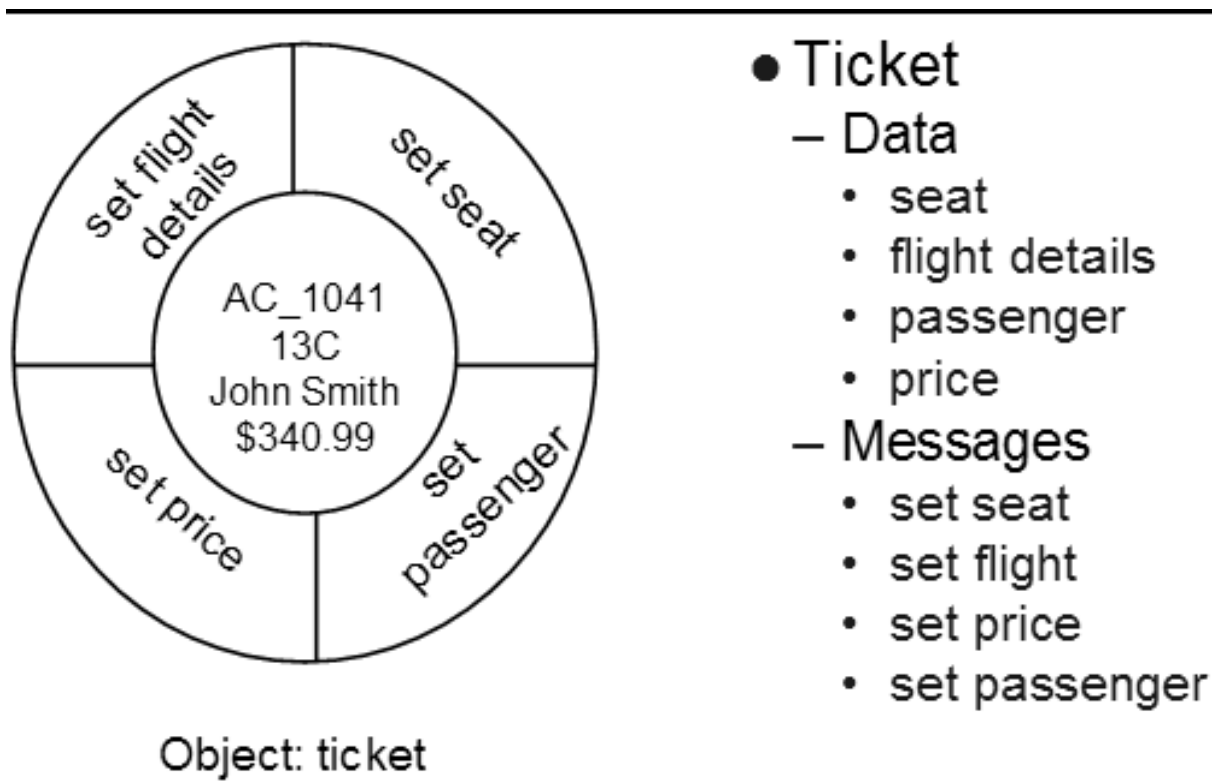 set flight
details
set seat
AC_1041
13C
John Smith
$340.99
set price
set
passenger
Object: ticket
● Ticket
– Data
• seat
• flight details
• passenger
• price
– Messages
• set seat
• set flight
• set price
• set passenger